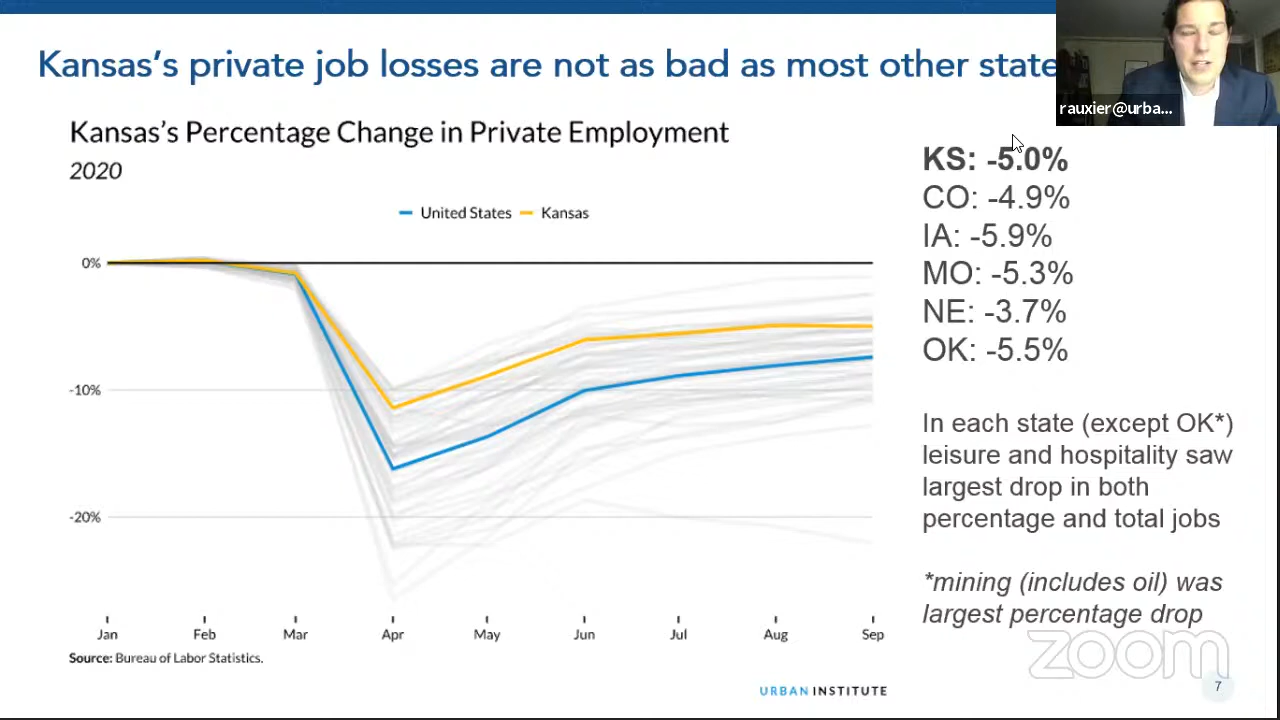 Kansas's private job losses are not as bad as most other state
rauxier@urba...
Kansas's Percentage Change in Private Employment
2020
United States Kansas
0%
-10%
-20%
Jan Feb Mar Apr May Jun Jul Aug Sep
Source: Bureau of Labor Statistics.
URBAN INSTITUTE
KS: -5.0%
CO: -4.9%
IA: -5.9%
MO: -5.3%
NE: -3.7%
OK: -5.5%
In each state (except OK*)
leisure and hospitality saw
largest drop in both
percentage and total jobs
*mining (includes oil) was
largest percentage drop
zoom
7